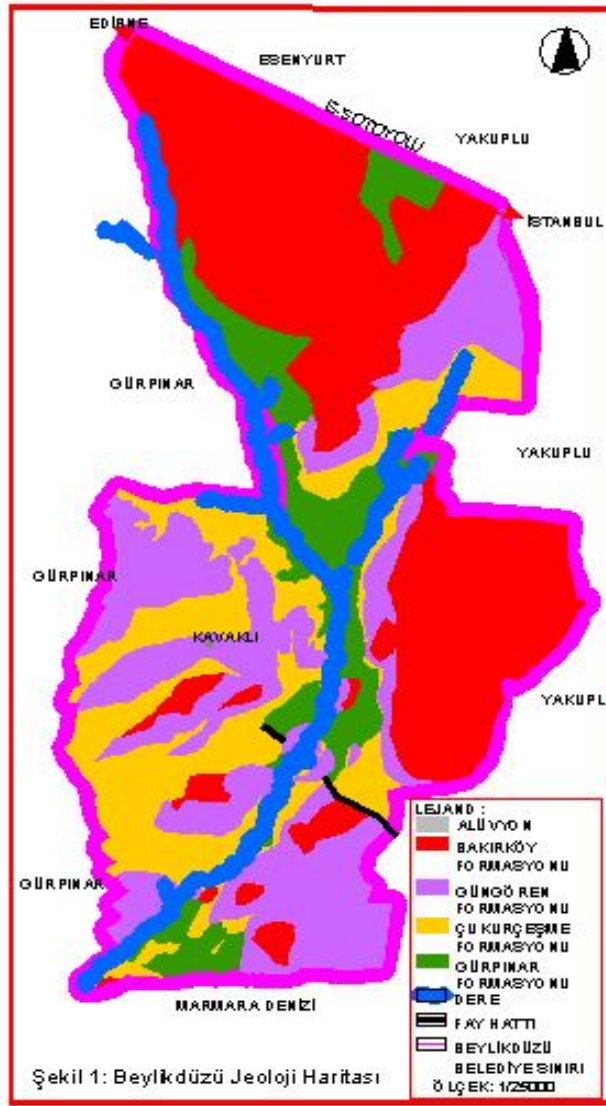 EDİRNE
ESENYURT
E-5 OTOYOLU
YAKUPLU
İSTANBUL
GÜRPINAR
YAKUPLU
GÜRPINAR
KAVAKLI
YAKUPL
GÜRPINAR
MARMARA DENİZİ
LEJAND :
ALÜVYON
BAKIRKÖY
FORMASYONU
GÜNGÖREN
FORMASYONU
ÇUKURÇEŞME
FORMASYONU
GÜRPINAR
FORMASYONU
DERE
FAY HATTI
BEYLİKDÜZÜ
BELEDİYE SINIRI
ÖLÇEK: 1/25000
Şekil 1: Beylikdüzü Jeoloji Haritası